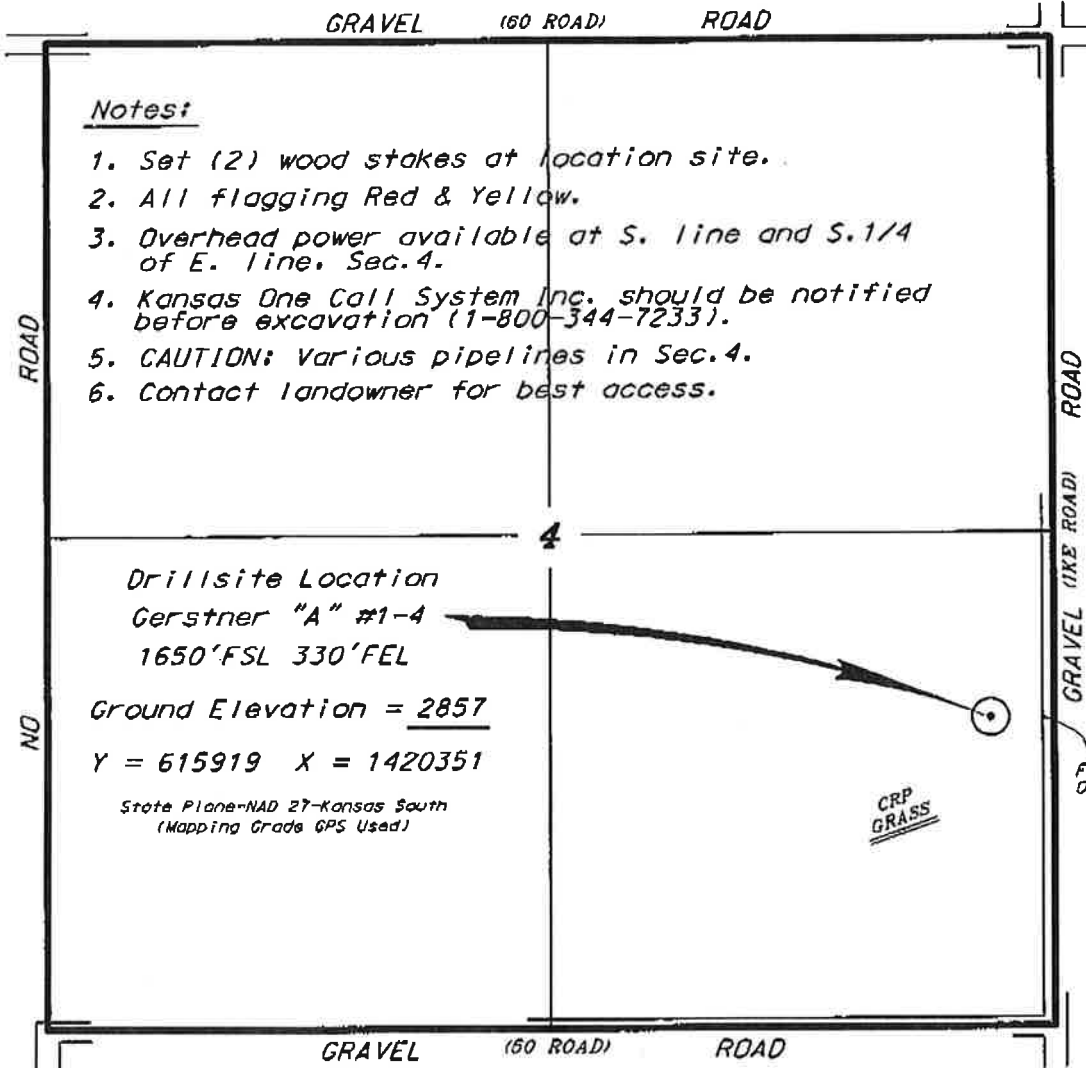 GRAVEL (60 ROAD) ROAD
Notes:
1. Set (2) wood stakes at location site.
2. All flagging Red & Yellow.
3. Overhead power available at S. line and S.1/4
of E. line. Sec.4.
4. Kansas One Call System Inc. should be notified
before excavation (1-800-344-7233).
5. CAUTION: Various pipelines in Sec.4.
6. Contact landowner for best access.
NO ROAD
GRAVEL (IKE ROAD) ROAD
4
Drillsite Location
Gerstner "A" #1-4
1650'FSL 330'FEL
Ground Elevation = 2857
Y = 615919 X = 1420351
State Plane-NAD 27-Kansas South
(Mapping Grade GPS Used)
CRP
GRASS
GRAVEL (60 ROAD) ROAD